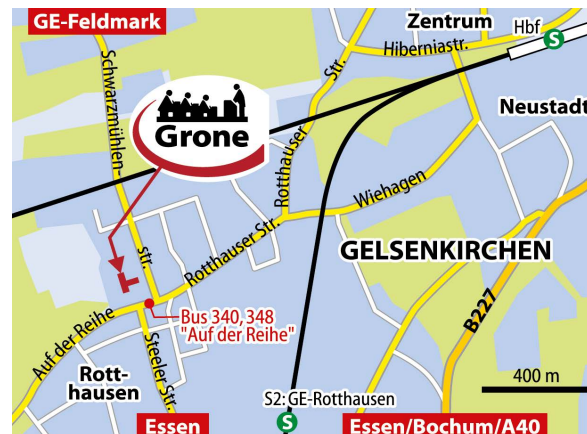 GE-Feldmark
Zentrum
Hbf
S
Hiberniastr.
Schwarzmühlen-
str.
Grone
Neustadt
Rotthauser
Str.
Wiehagen
Rotthauser Str.
GELSENKIRCHEN
B227
Bus 340, 348
"Auf der Reihe"
Auf der Reihe
Rott-
hausen
Steeler Str.
400 m
S2: GE-Rotthausen
S
Essen
Essen/Bochum/A40